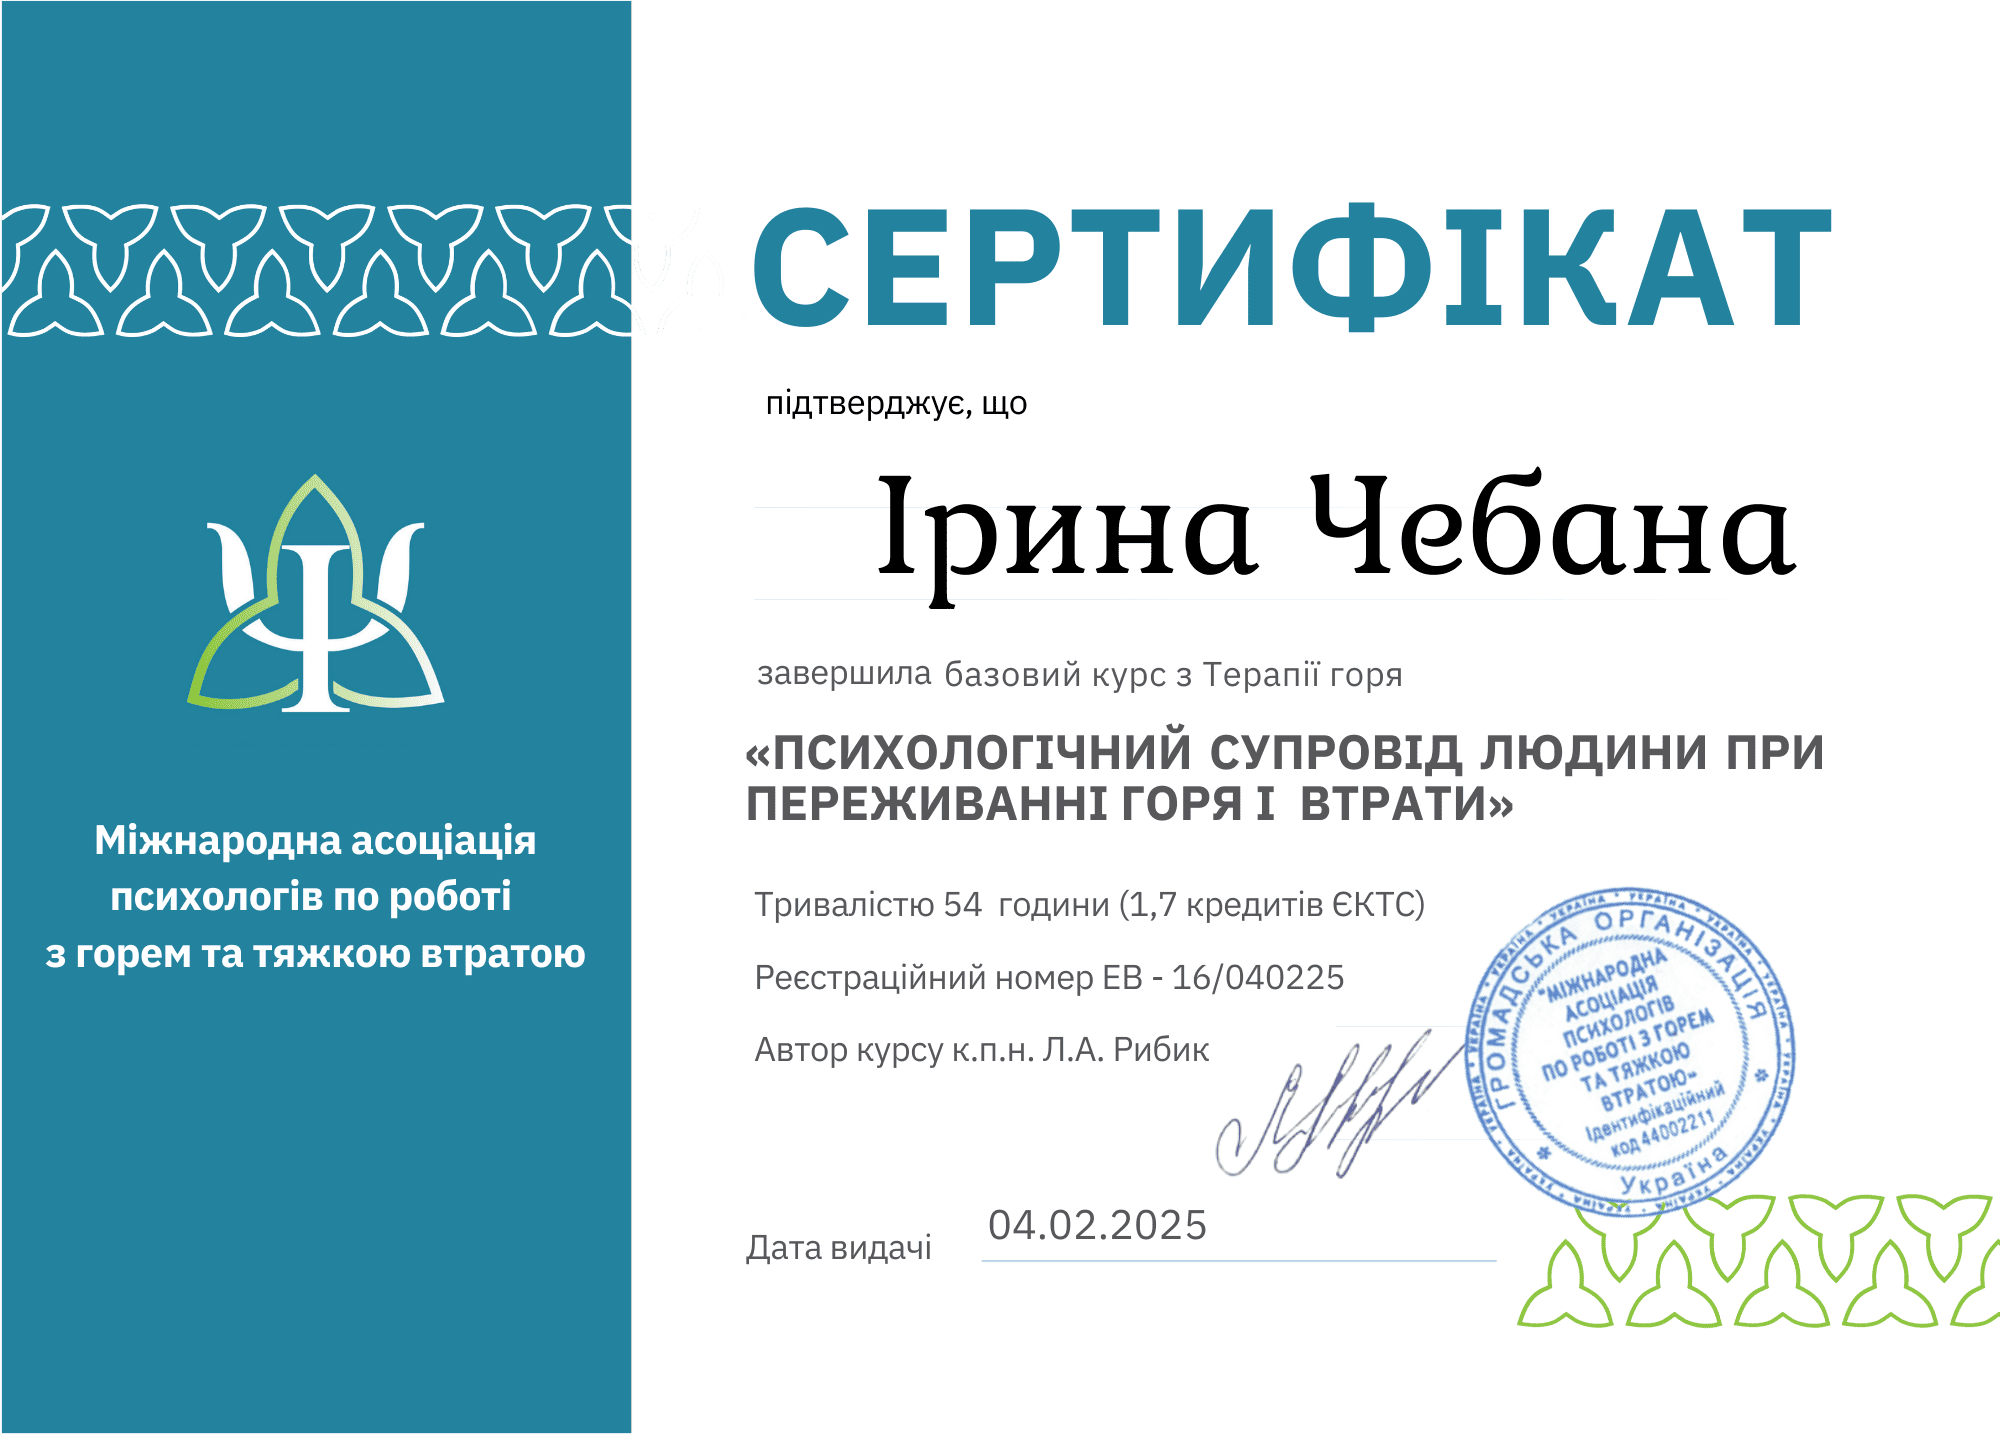 СЕРТИФІКАТ
підтверджує, що
Ірина Чебана
завершила базовий курс з Терапії горя
«ПСИХОЛОГІЧНИЙ СУПРОВІД ЛЮДИНИ ПРИ
ПЕРЕЖИВАННІ ГОРЯ І ВТРАТИ»
Тривалістю 54 години (1,7 кредитів ЄКТС)
Реєстраційний номер ЕВ - 16/040225
Автор курсу к.п.н. Л.А. Рибик
Дата видачі 04.02.2025
Міжнародна асоціація
психологів по роботі
з горем та тяжкою втратою
ГРОМАДСЬКА ОРГАНІЗАЦІЯ
"МІЖНАРОДНА
АСОЦІАЦІЯ
ПСИХОЛОГІВ
ПО РОБОТІ З ГОРЕМ
ТА ТЯЖКОЮ
ВТРАТОЮ»
Ідентифікаційний
код 44002211
Україна